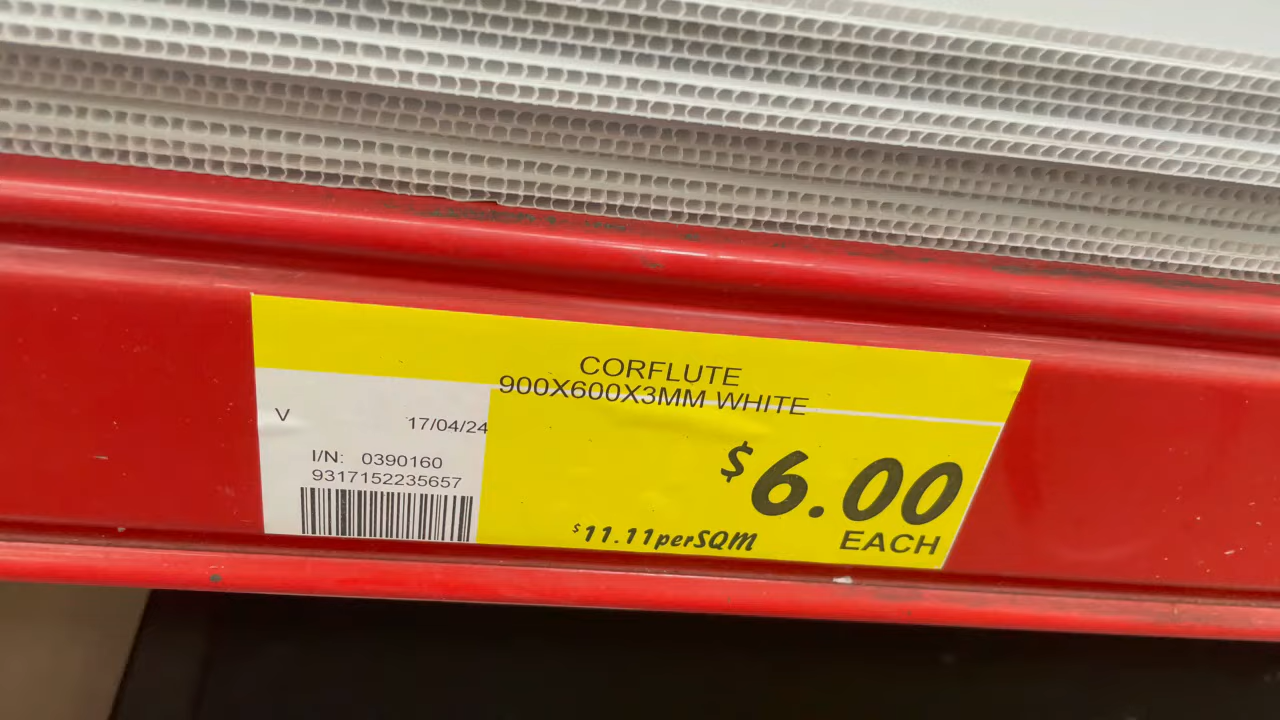 CORFLUTE
900X600X3MM WHITE
V 17/04/24
I/N: 0390160
9317152235657
$6.00
$11.11perSQM
EACH